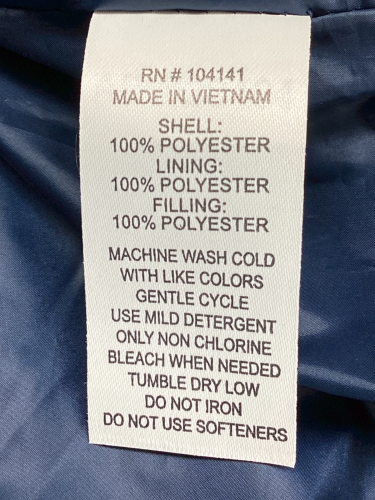 RN # 104141
MADE IN VIETNAM
SHELL:
100% POLYESTER
LINING:
100% POLYESTER
FILLING:
100% POLYESTER
MACHINE WASH COLD
WITH LIKE COLORS
GENTLE CYCLE
USE MILD DETERGENT
ONLY NON CHLORINE
BLEACH WHEN NEEDED
TUMBLE DRY LOW
DO NOT IRON
DO NOT USE SOFTENERS